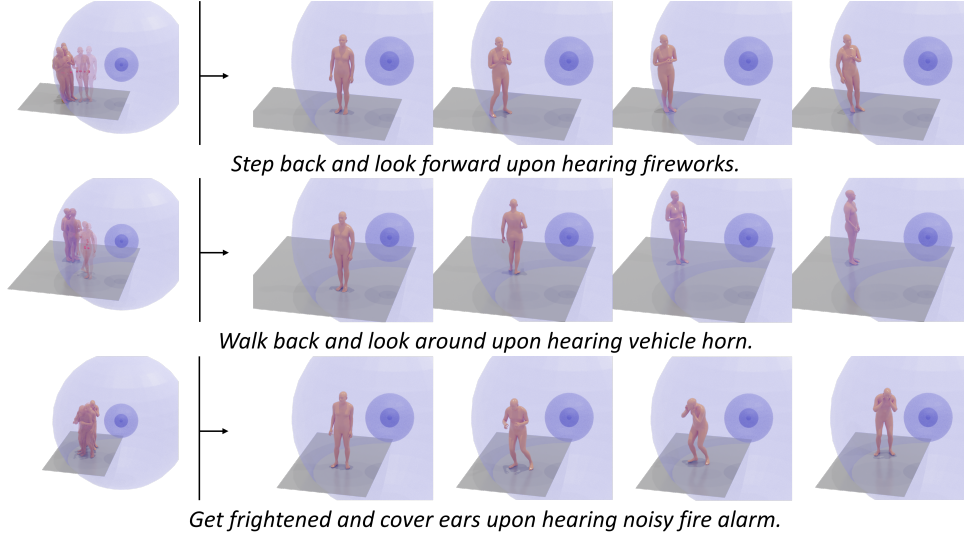 Step back and look forward upon hearing fireworks.
Walk back and look around upon hearing vehicle horn.
Get frightened and cover ears upon hearing noisy fire alarm.